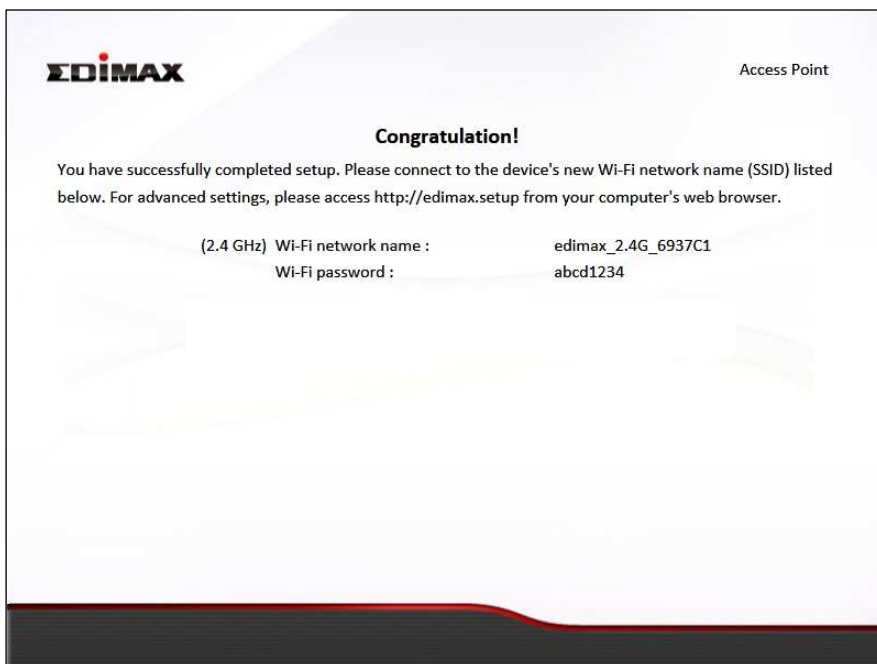 EDIMAX
Access Point
Congratulation!
You have successfully completed setup. Please connect to the device's new Wi-Fi network name (SSID) listed
below. For advanced settings, please access http://edimax.setup from your computer's web browser.
(2.4 GHz) Wi-Fi network name : edimax_2.4G_6937C1
Wi-Fi password : abcd1234